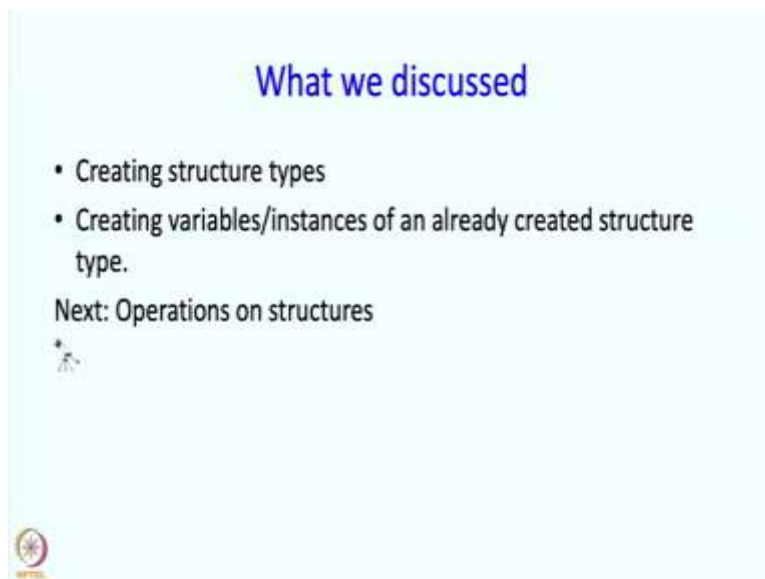 What we discussed
• Creating structure types
• Creating variables/instances of an already created structure
type.
Next: Operations on structures
NPTEL